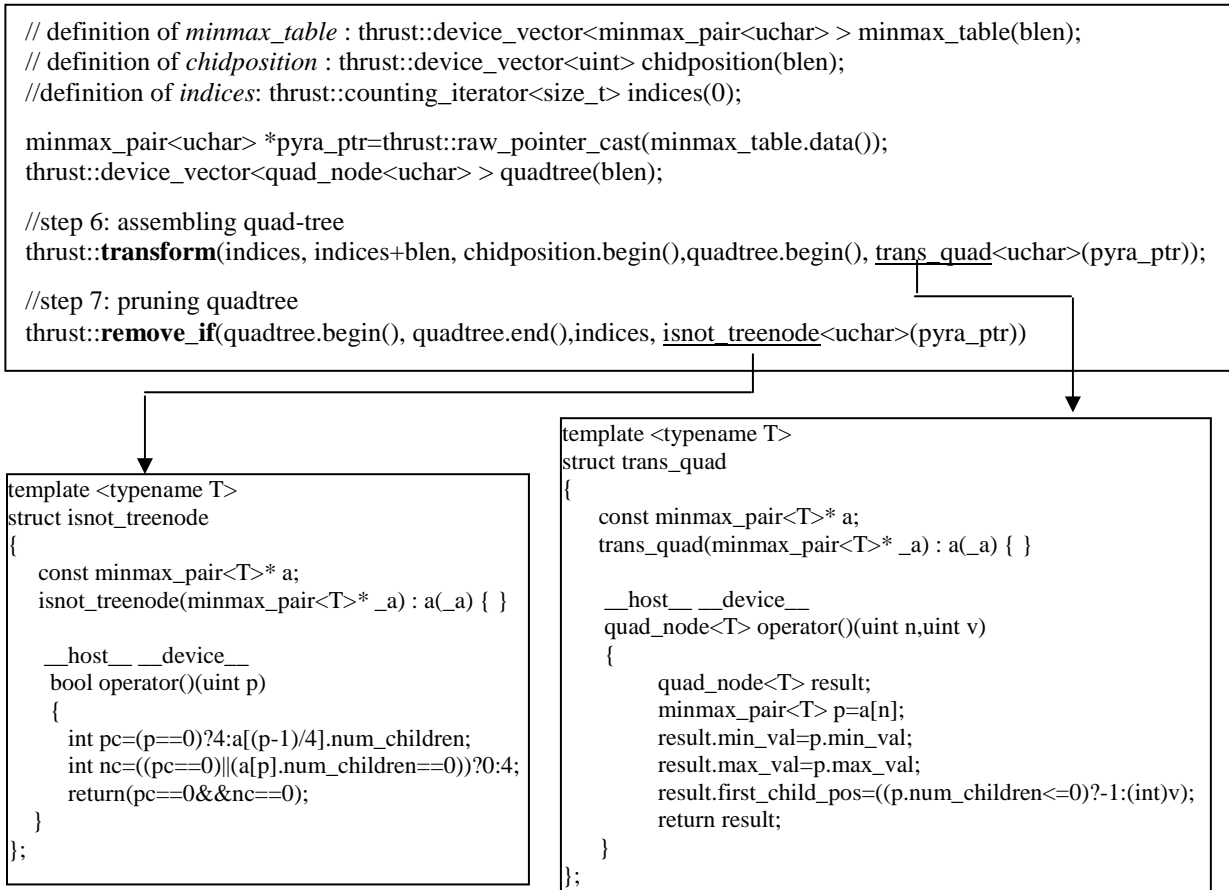 // definition of minmax_table : thrust::device_vector<minmax_pair<uchar> > minmax_table(blen);
// definition of chidposition : thrust::device_vector<uint> chidposition(blen);
//definition of indices: thrust::counting_iterator<size_t> indices(0);
minmax_pair<uchar> *pyra_ptr=thrust::raw_pointer_cast(minmax_table.data());
thrust::device_vector<quad_node<uchar> > quadtree(blen);
//step 6: assembling quad-tree
thrust::transform(indices, indices+blen, chidposition.begin(),quadtree.begin(), trans_quad<uchar>(pyra_ptr));
//step 7: pruning quadtree
thrust::remove_if(quadtree.begin(), quadtree.end(),indices, isnot_treenode<uchar>(pyra_ptr))
template <typename T>
struct isnot_treenode
{
const minmax_pair<T>* a;
isnot_treenode(minmax_pair<T>* _a) : a(_a) { }
__host__ __device__
bool operator()(uint p)
{
int pc=(p==0)?4:a[(p-1)/4].num_children;
int nc=((pc==0)||(a[p].num_children==0))?0:4;
return(pc==0&&nc==0);
}
};
template <typename T>
struct trans_quad
{
const minmax_pair<T>* a;
trans_quad(minmax_pair<T>* _a) : a(_a) { }
__host__ __device__
quad_node<T> operator()(uint n,uint v)
{
quad_node<T> result;
minmax_pair<T> p=a[n];
result.min_val=p.min_val;
result.max_val=p.max_val;
result.first_child_pos=((p.num_children<=0)?-1:(int)v);
return result;
}
};